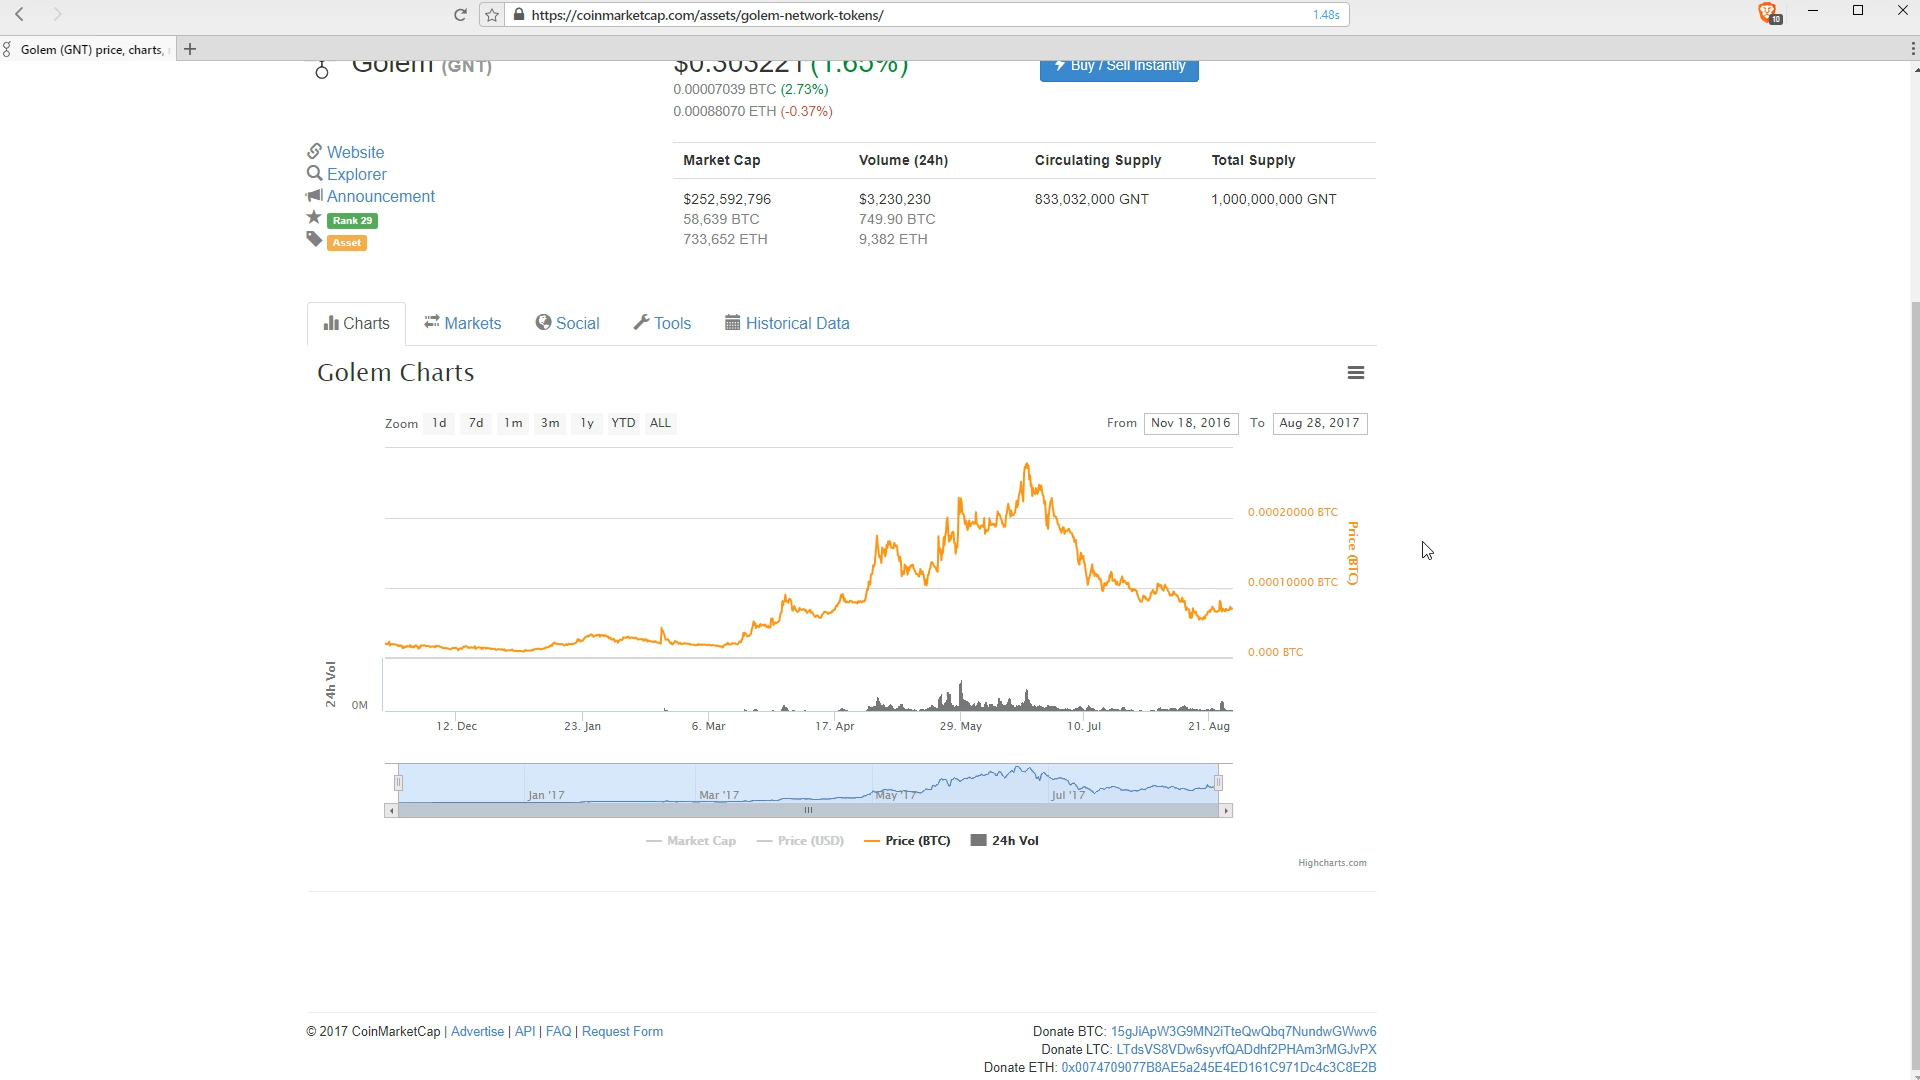 https://coinmarketcap.com/assets/golem-network-tokens/
1.48s
10
Golem (GNT) price, charts,
Golem (GNT)
$0.303221 (1.65%)
Buy / Sell Instantly
0.00007039 BTC (2.73%)
0.00088070 ETH (-0.37%)
Website
Explorer
Announcement
Rank 29
Asset
Market Cap Volume (24h) Circulating Supply Total Supply
$252,592,796 $3,230,230 833,032,000 GNT 1,000,000,000 GNT
58,639 BTC 749.90 BTC
733,652 ETH 9,382 ETH
Charts Markets Social Tools Historical Data
Golem Charts
Zoom 1d 7d 1m 3m 1y YTD ALL From Nov 18, 2016 To Aug 28, 2017
0.00020000 BTC
0.00010000 BTC
0.000 BTC
Price (BTC)
24h Vol
0M
12. Dec 23. Jan 6. Mar 17. Apr 29. May 10. Jul 21. Aug
Jan '17 Mar '17 May '17 Jul '17
Market Cap Price (USD) Price (BTC) 24h Vol
Highcharts.com
© 2017 CoinMarketCap | Advertise | API | FAQ | Request Form
Donate BTC: 15gJiApW3G9MN2iTteQwQbq7NundwGWwv6
Donate LTC: LTdsVS8VDw6syvfQADdhf2PHAm3rMGJvPX
Donate ETH: 0x0074709077B8AE5a245E4ED161C971Dc4c3C8E2B